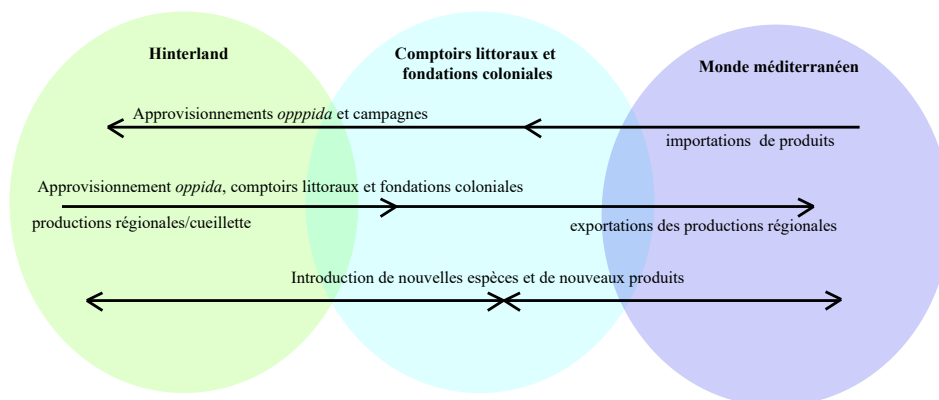 Hinterland
Comptoirs littoraux et
fondations coloniales
Monde méditerranéen
Approvisionnements opppida et campagnes
importations de produits
Approvisionnement oppida, comptoirs littoraux et fondations coloniales
productions régionales/cueillette
exportations des productions régionales
Introduction de nouvelles espèces et de nouveaux produits